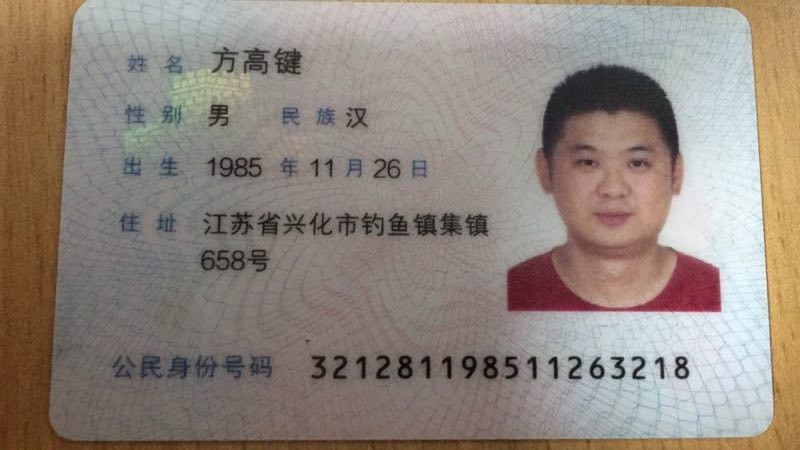 姓名 方高键
性别 男 民族 汉
出生 1985 年 11 月 26 日
住址 江苏省兴化市钓鱼镇集镇
658号
公民身份号码 321281198511263218